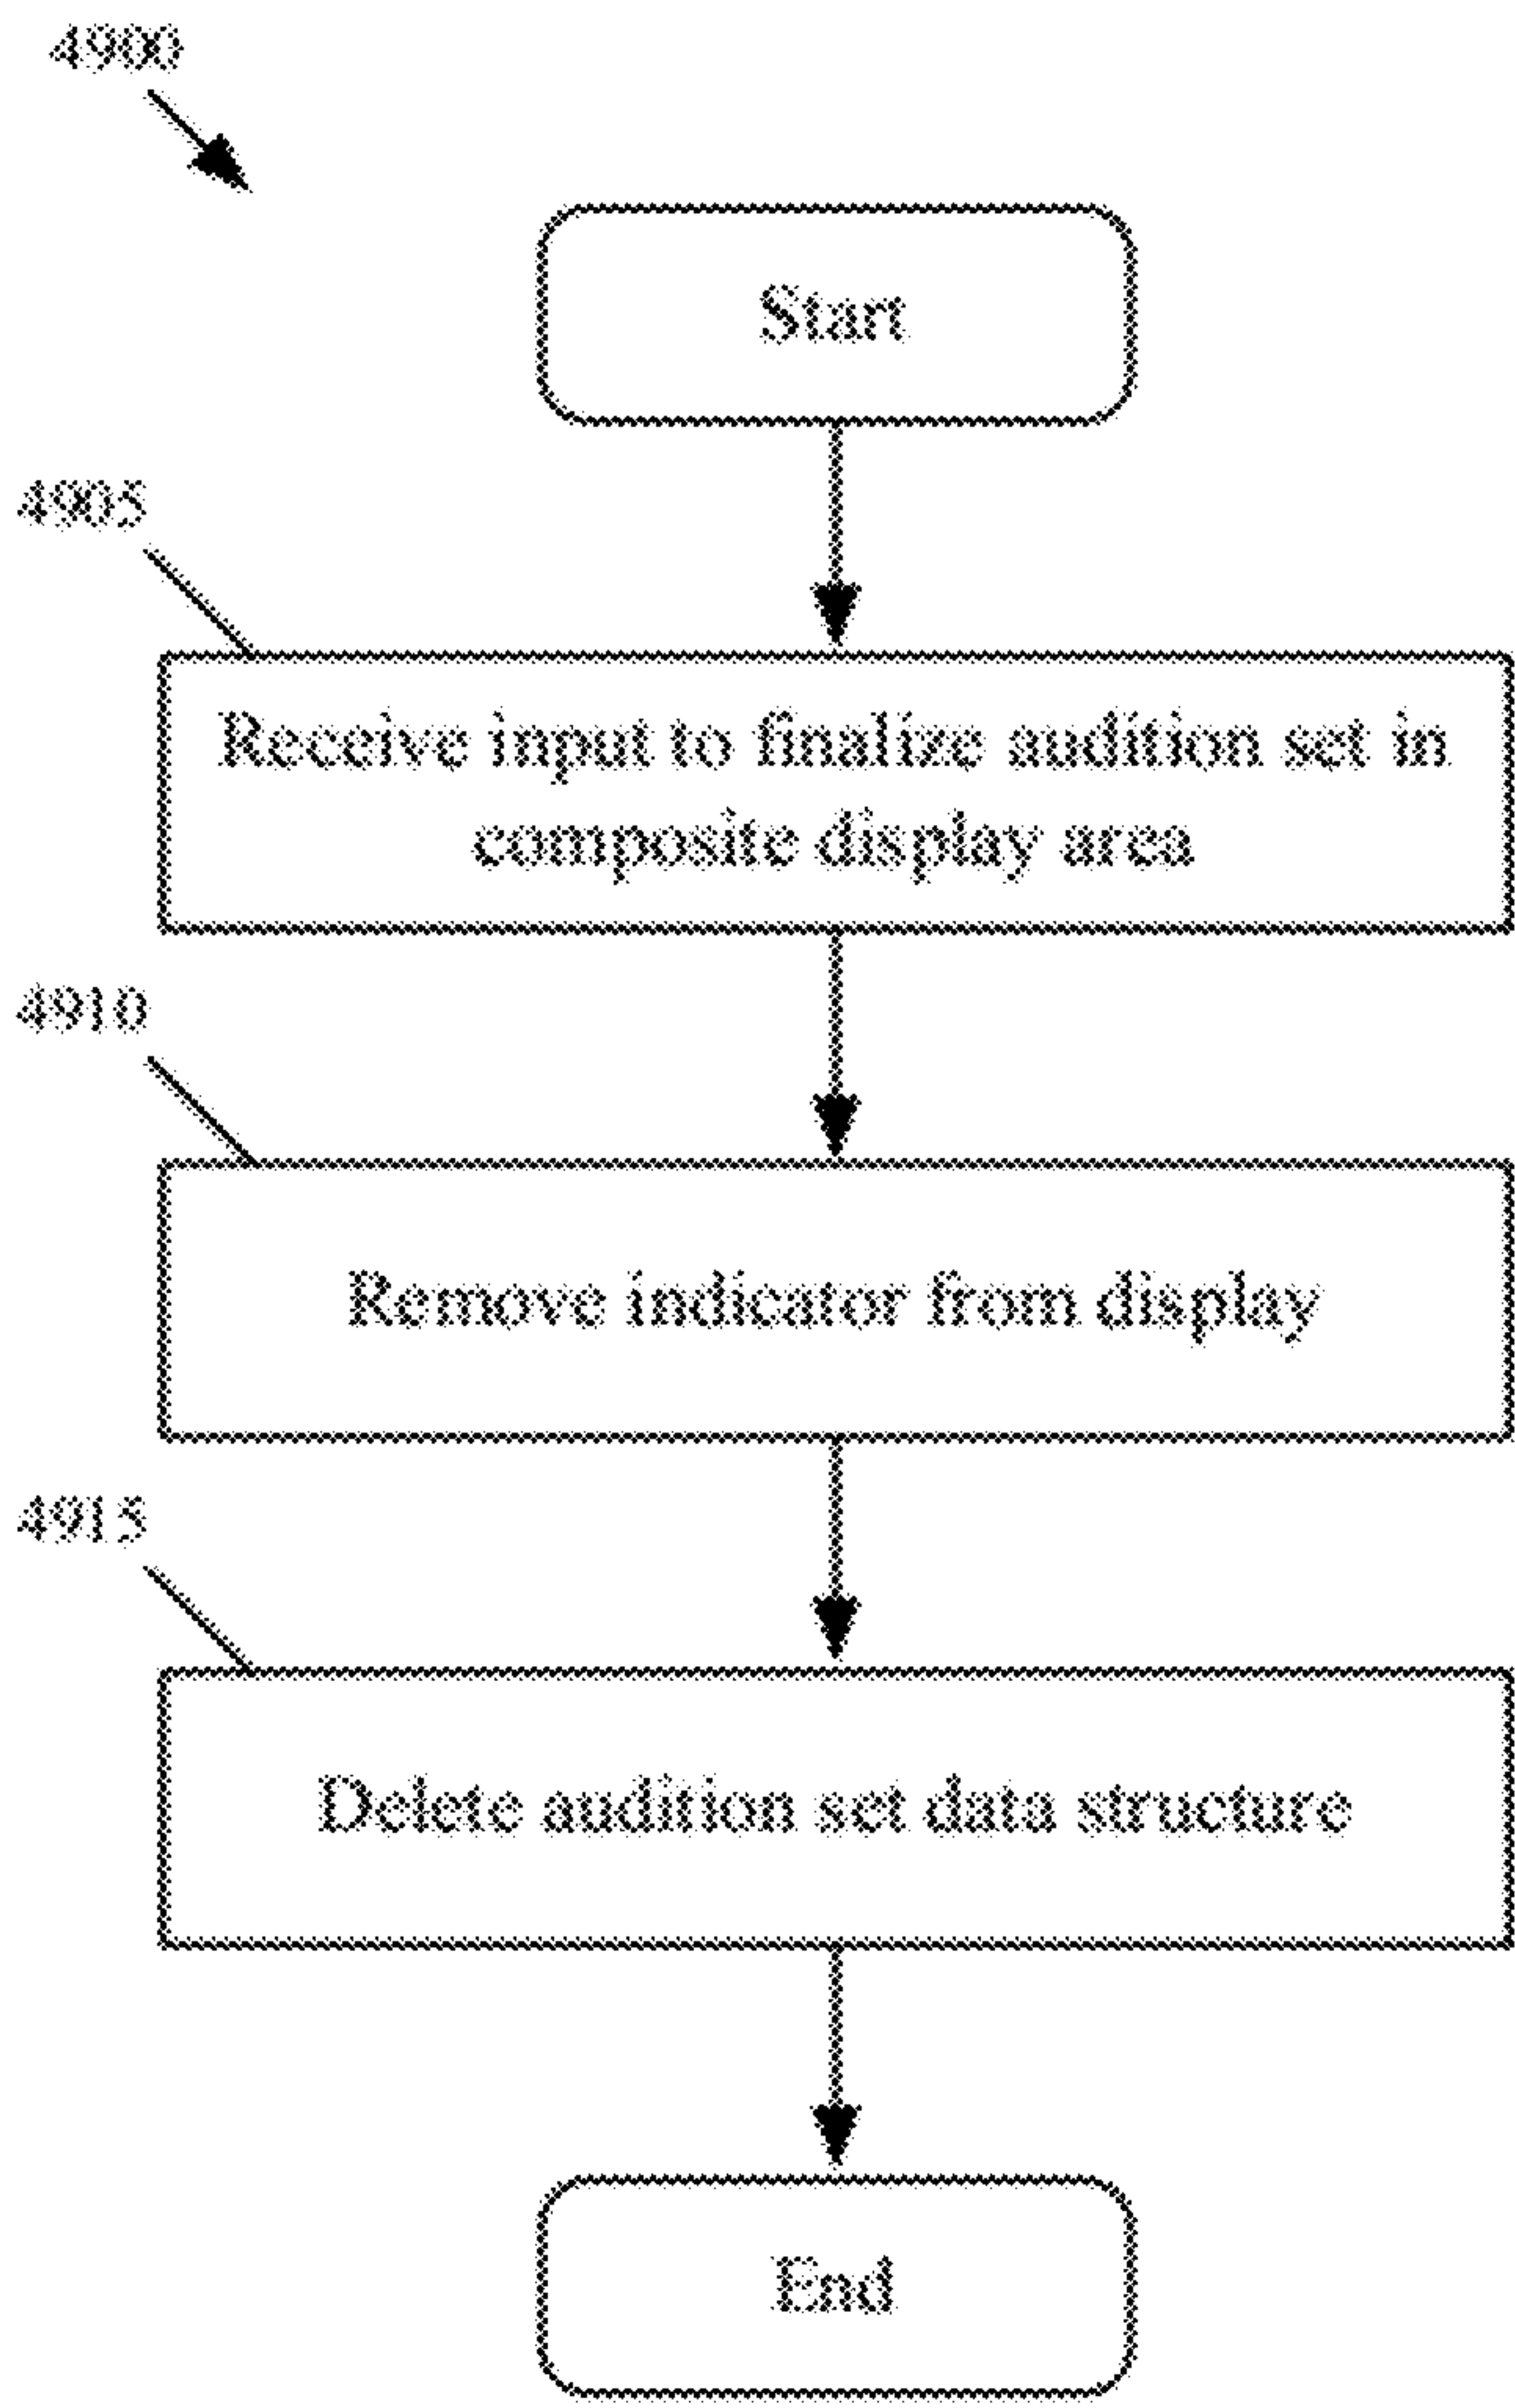 4900
Start
4905
Receive input to finalize audition set in
composite display area
4910
Remove indicator from display
4915
Delete audition set data structure
End